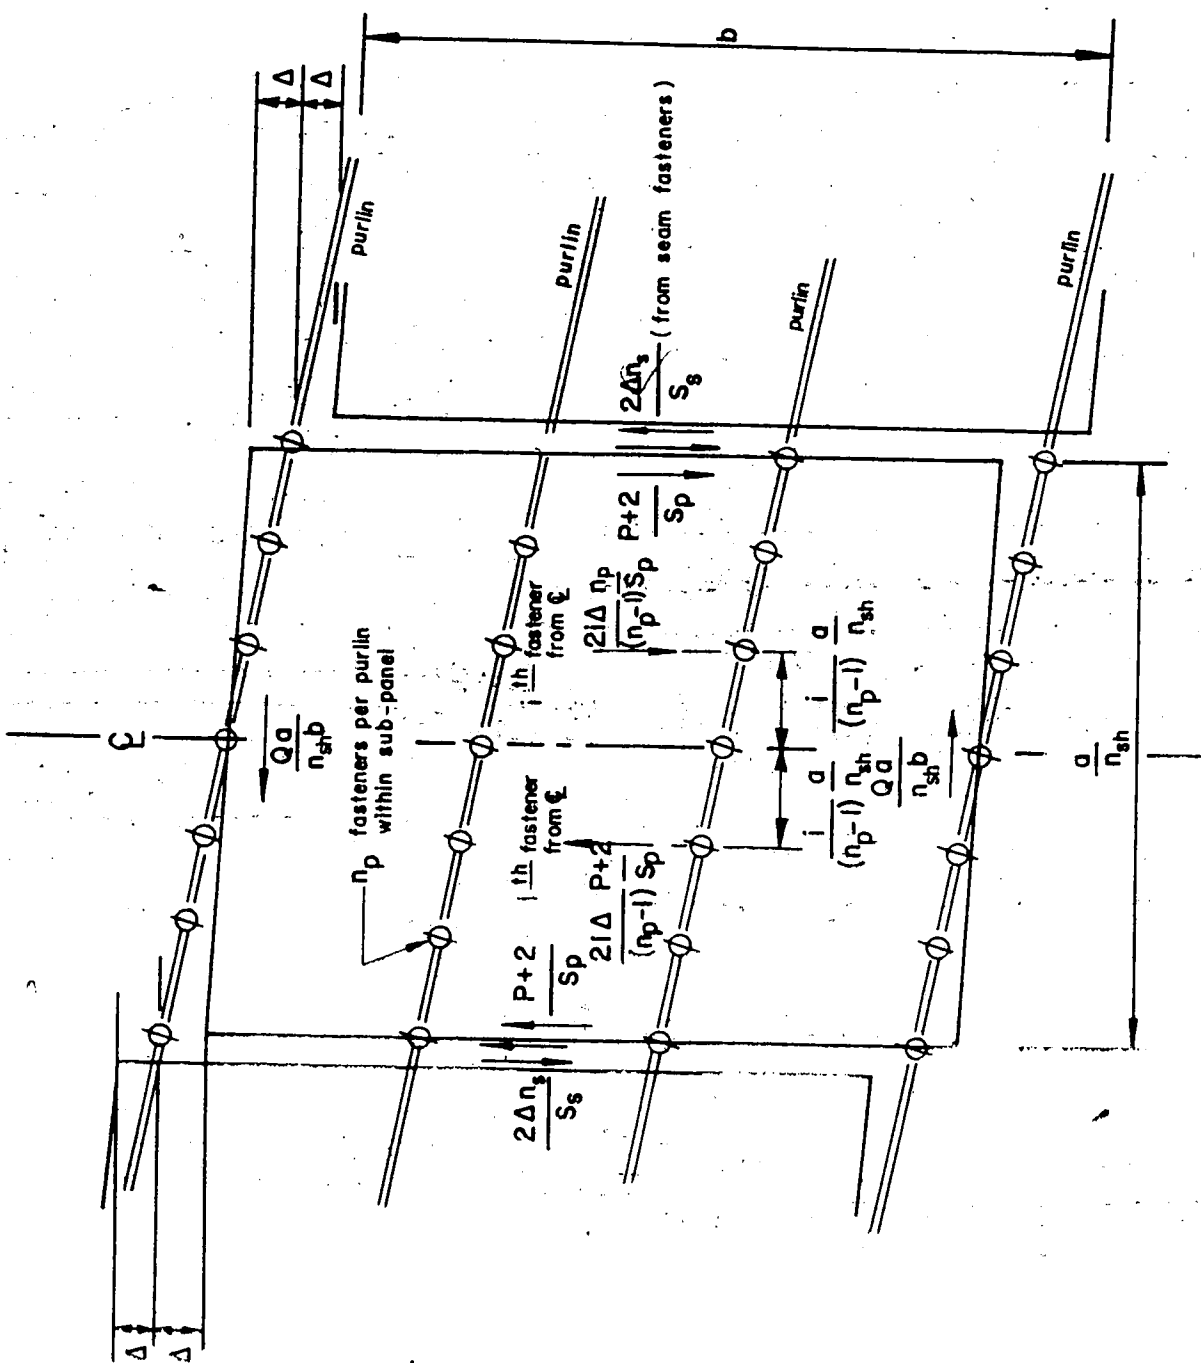 b
Δ
Δ
purlin
purlin
purlin
purlin
2Δn_s
S_s
(from seam fasteners)
P+2
S_p
i th fastener
from ℄
2iΔ n_p
(n_p-1)S_p
i a
(n_p-1) n_sh
℄
Qa
n_sh b
n_p fasteners per purlin
within sub-panel
i th fastener
from ℄
2iΔ P+2
(n_p-1) S_p
i a
(n_p-1) n_sh
Qa
n_sh b
a
n_sh
P+2
S_p
2Δn_s
S_s
Δ
Δ